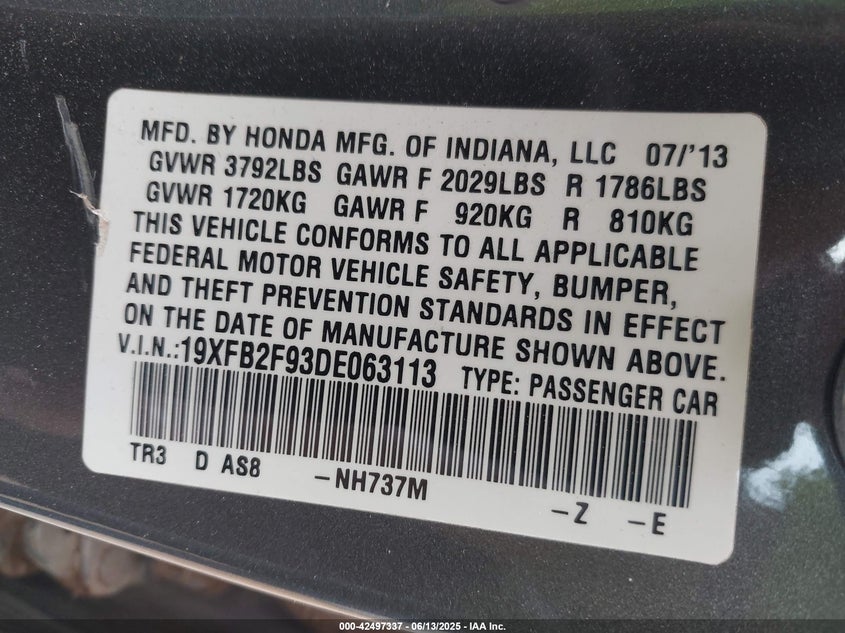 MFD. BY HONDA MFG. OF INDIANA, LLC 07/'13
GVWR 3792LBS GAWR F 2029LBS R 1786LBS
GVWR 1720KG GAWR F 920KG R 810KG
THIS VEHICLE CONFORMS TO ALL APPLICABLE
FEDERAL MOTOR VEHICLE SAFETY, BUMPER,
AND THEFT PREVENTION STANDARDS IN EFFECT
ON THE DATE OF MANUFACTURE SHOWN ABOVE.
V.I.N.:19XFB2F93DE063113 TYPE: PASSENGER CAR
TR3 D AS8 –NH737M –Z –E
000-42497337 - 06/13/2025 - IAA Inc.